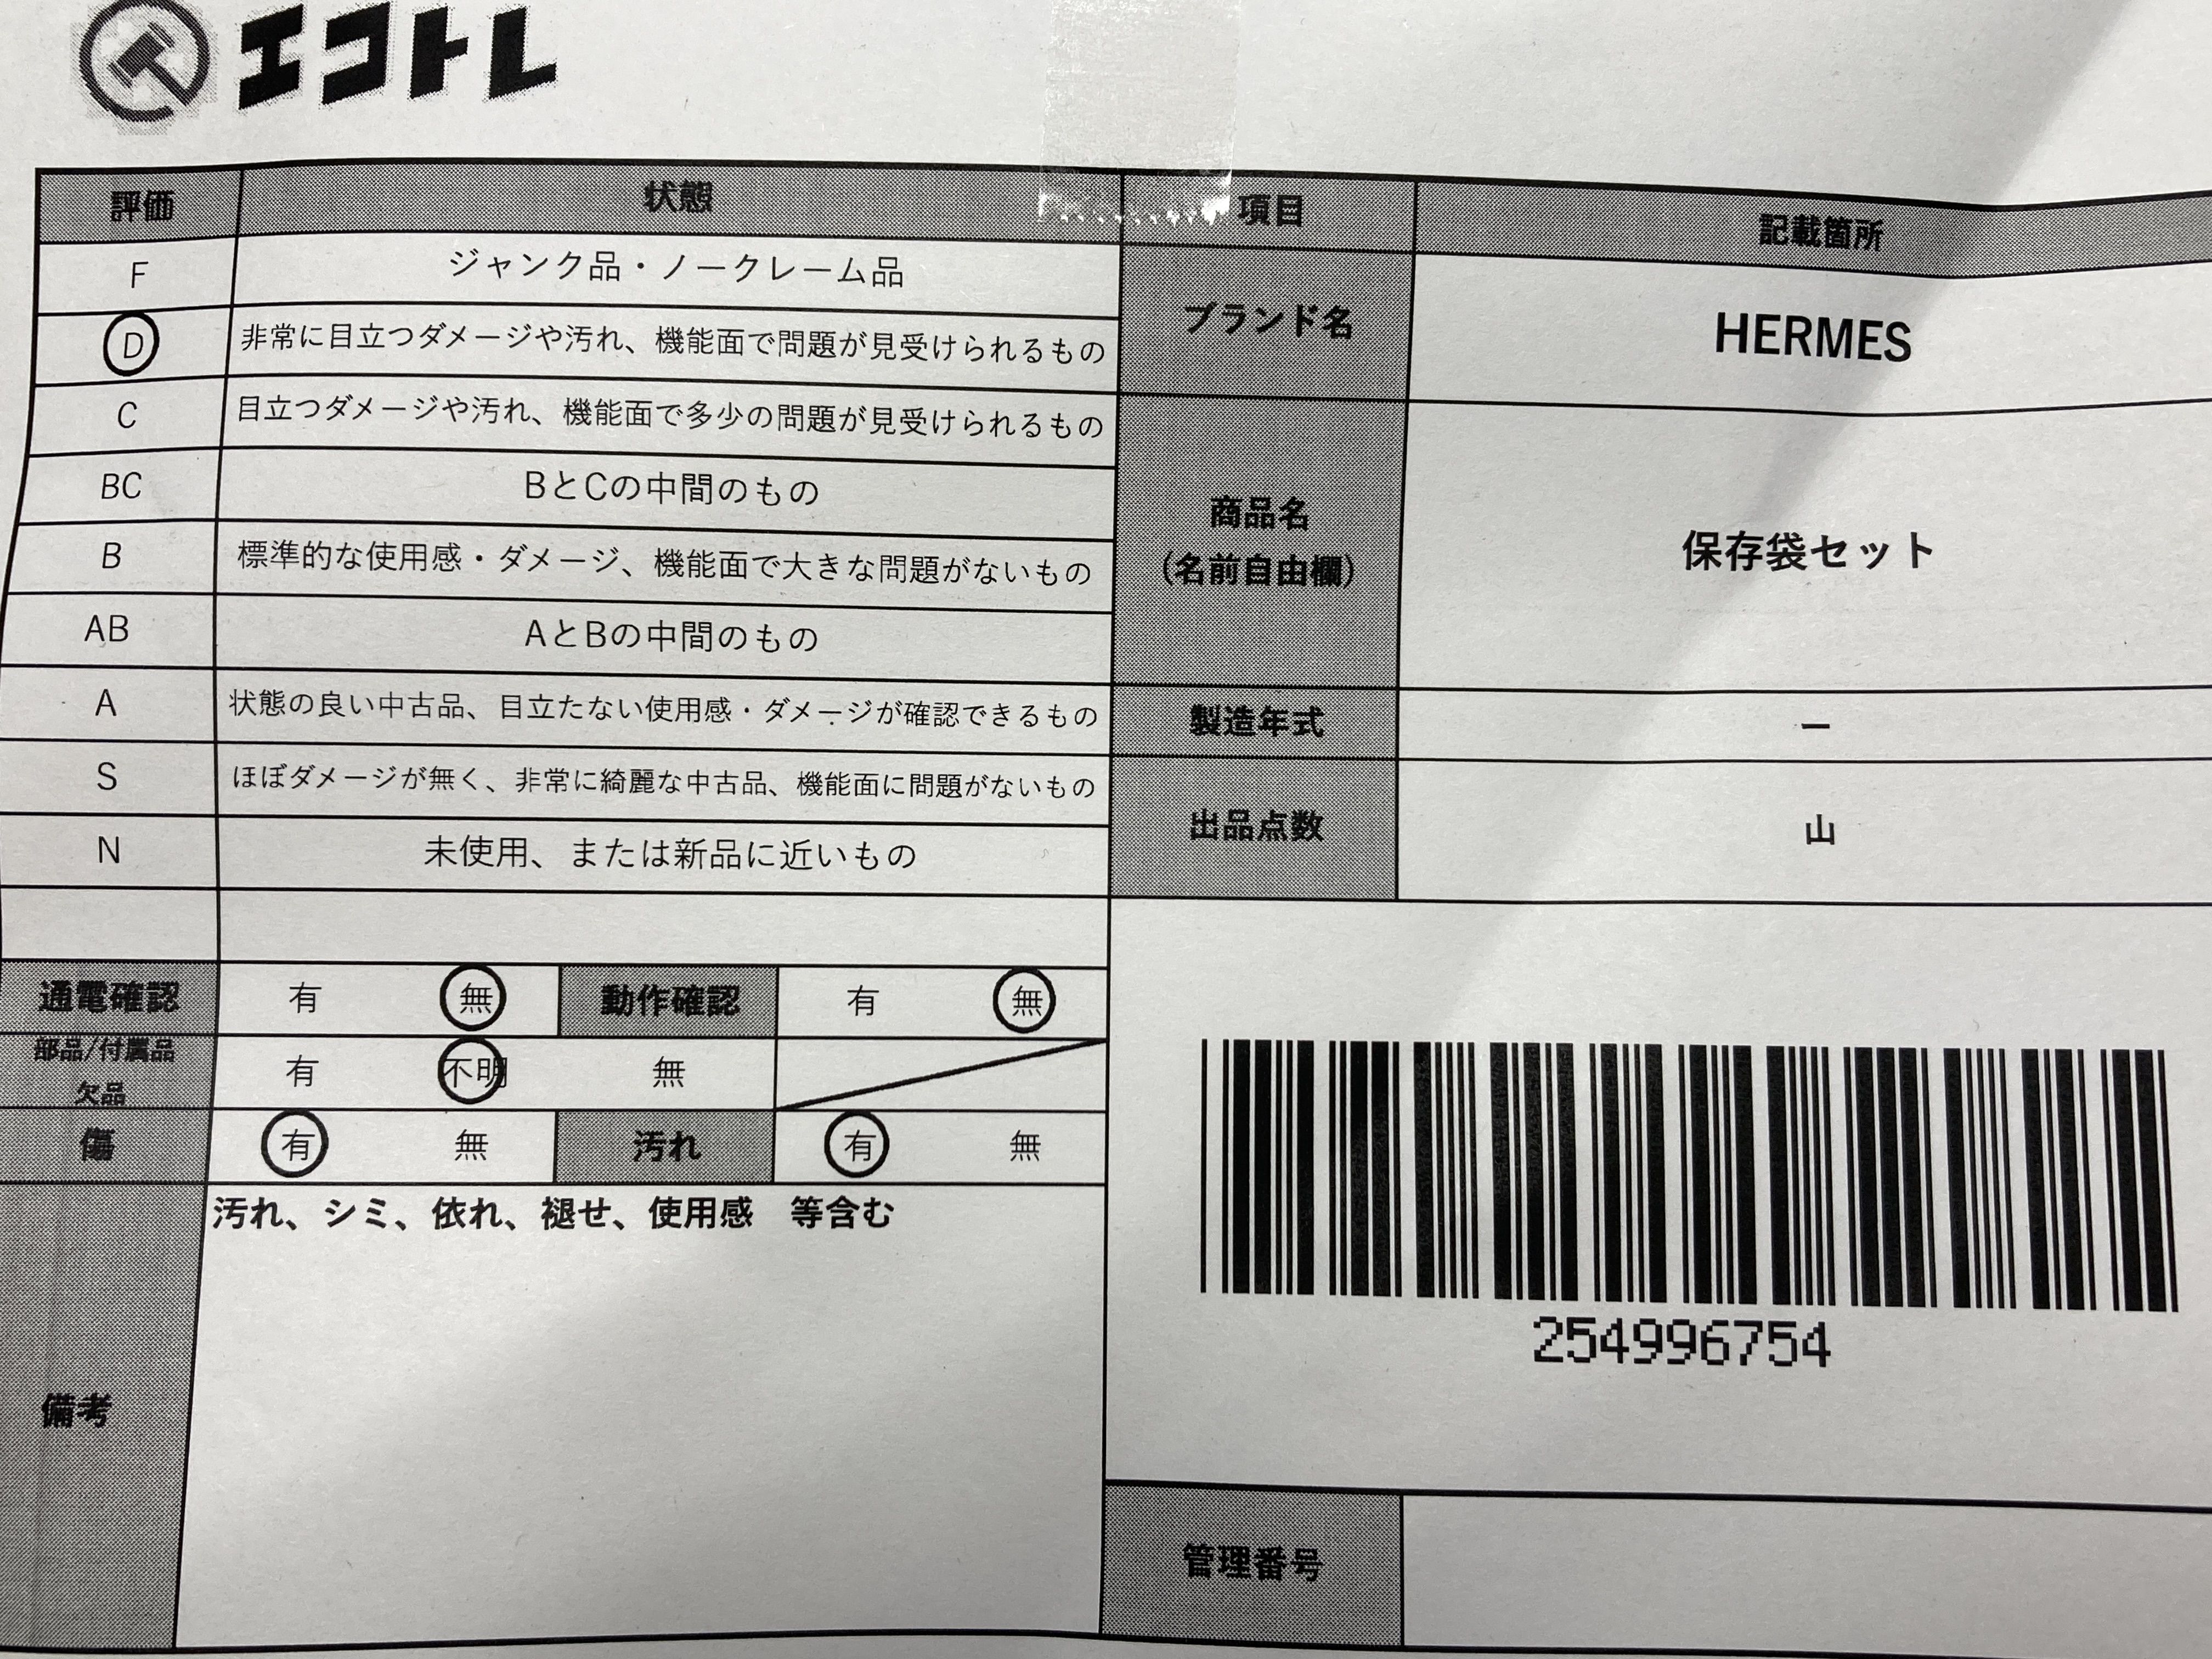 エコトレ
評価 状態 項目 記載箇所
F ジャンク品・ノークレーム品
D 非常に目立つダメージや汚れ、機能面で問題が見受けられるもの
C 目立つダメージや汚れ、機能面で多少の問題が見受けられるもの
BC BとCの中間のもの
B 標準的な使用感・ダメージ、機能面で大きな問題がないもの
AB AとBの中間のもの
A 状態の良い中古品、目立たない使用感・ダメージが確認できるもの
S ほぼダメージが無く、非常に綺麗な中古品、機能面に問題がないもの
N 未使用、または新品に近いもの
ブランド名 HERMES
商品名
(名前自由欄) 保存袋セット
製造年式 ー
出品点数 山
通電確認 有 無 動作確認 有 無
部品/付属品
欠品 有 不明 無
傷 有 無 汚れ 有 無
備考 汚れ、シミ、依れ、褪せ、使用感　等含む
254996754
管理番号